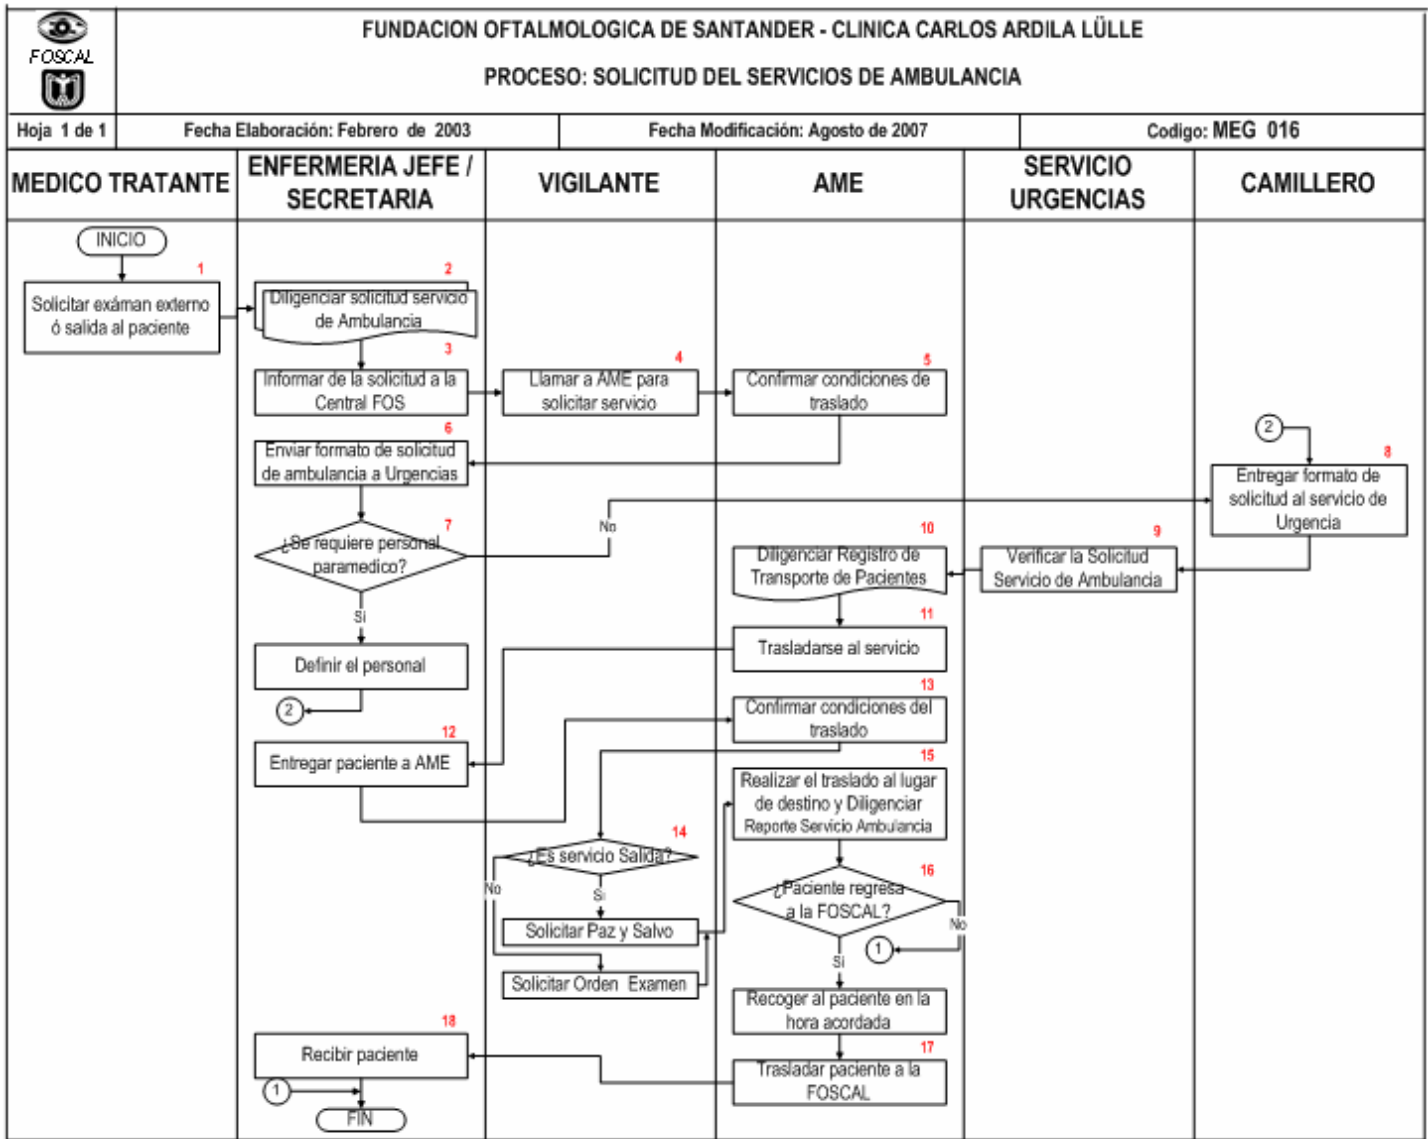 FOSCAL
FUNDACION OFTALMOLOGICA DE SANTANDER - CLINICA CARLOS ARDILA LÜLLE
PROCESO: SOLICITUD DEL SERVICIOS DE AMBULANCIA
Hoja 1 de 1
Fecha Elaboración: Febrero de 2003
Fecha Modificación: Agosto de 2007
Codigo: MEG 016
MEDICO TRATANTE
ENFERMERIA JEFE /
SECRETARIA
VIGILANTE
AME
SERVICIO
URGENCIAS
CAMILLERO
INICIO
1
Solicitar exáman externo
ó salida al paciente
2
Diligenciar solicitud servicio
de Ambulancia
3
Informar de la solicitud a la
Central FOS
4
Llamar a AME para
solicitar servicio
5
Confirmar condiciones de
traslado
6
Enviar formato de solicitud
de ambulancia a Urgencias
7
¿Se requiere personal
paramedico?
No
Si
Definir el personal
2
2
8
Entregar formato de
solicitud al servicio de
Urgencia
9
Verificar la Solicitud
Servicio de Ambulancia
10
Diligenciar Registro de
Transporte de Pacientes
11
Trasladarse al servicio
12
Entregar paciente a AME
13
Confirmar condiciones del
traslado
14
¿Es servicio Salida?
No
Si
Solicitar Paz y Salvo
Solicitar Orden Examen
15
Realizar el traslado al lugar
de destino y Diligenciar
Reporte Servicio Ambulancia
16
¿Paciente regresa
a la FOSCAL?
No
1
Si
Recoger al paciente en la
hora acordada
17
Trasladar paciente a la
FOSCAL
18
Recibir paciente
1
FIN